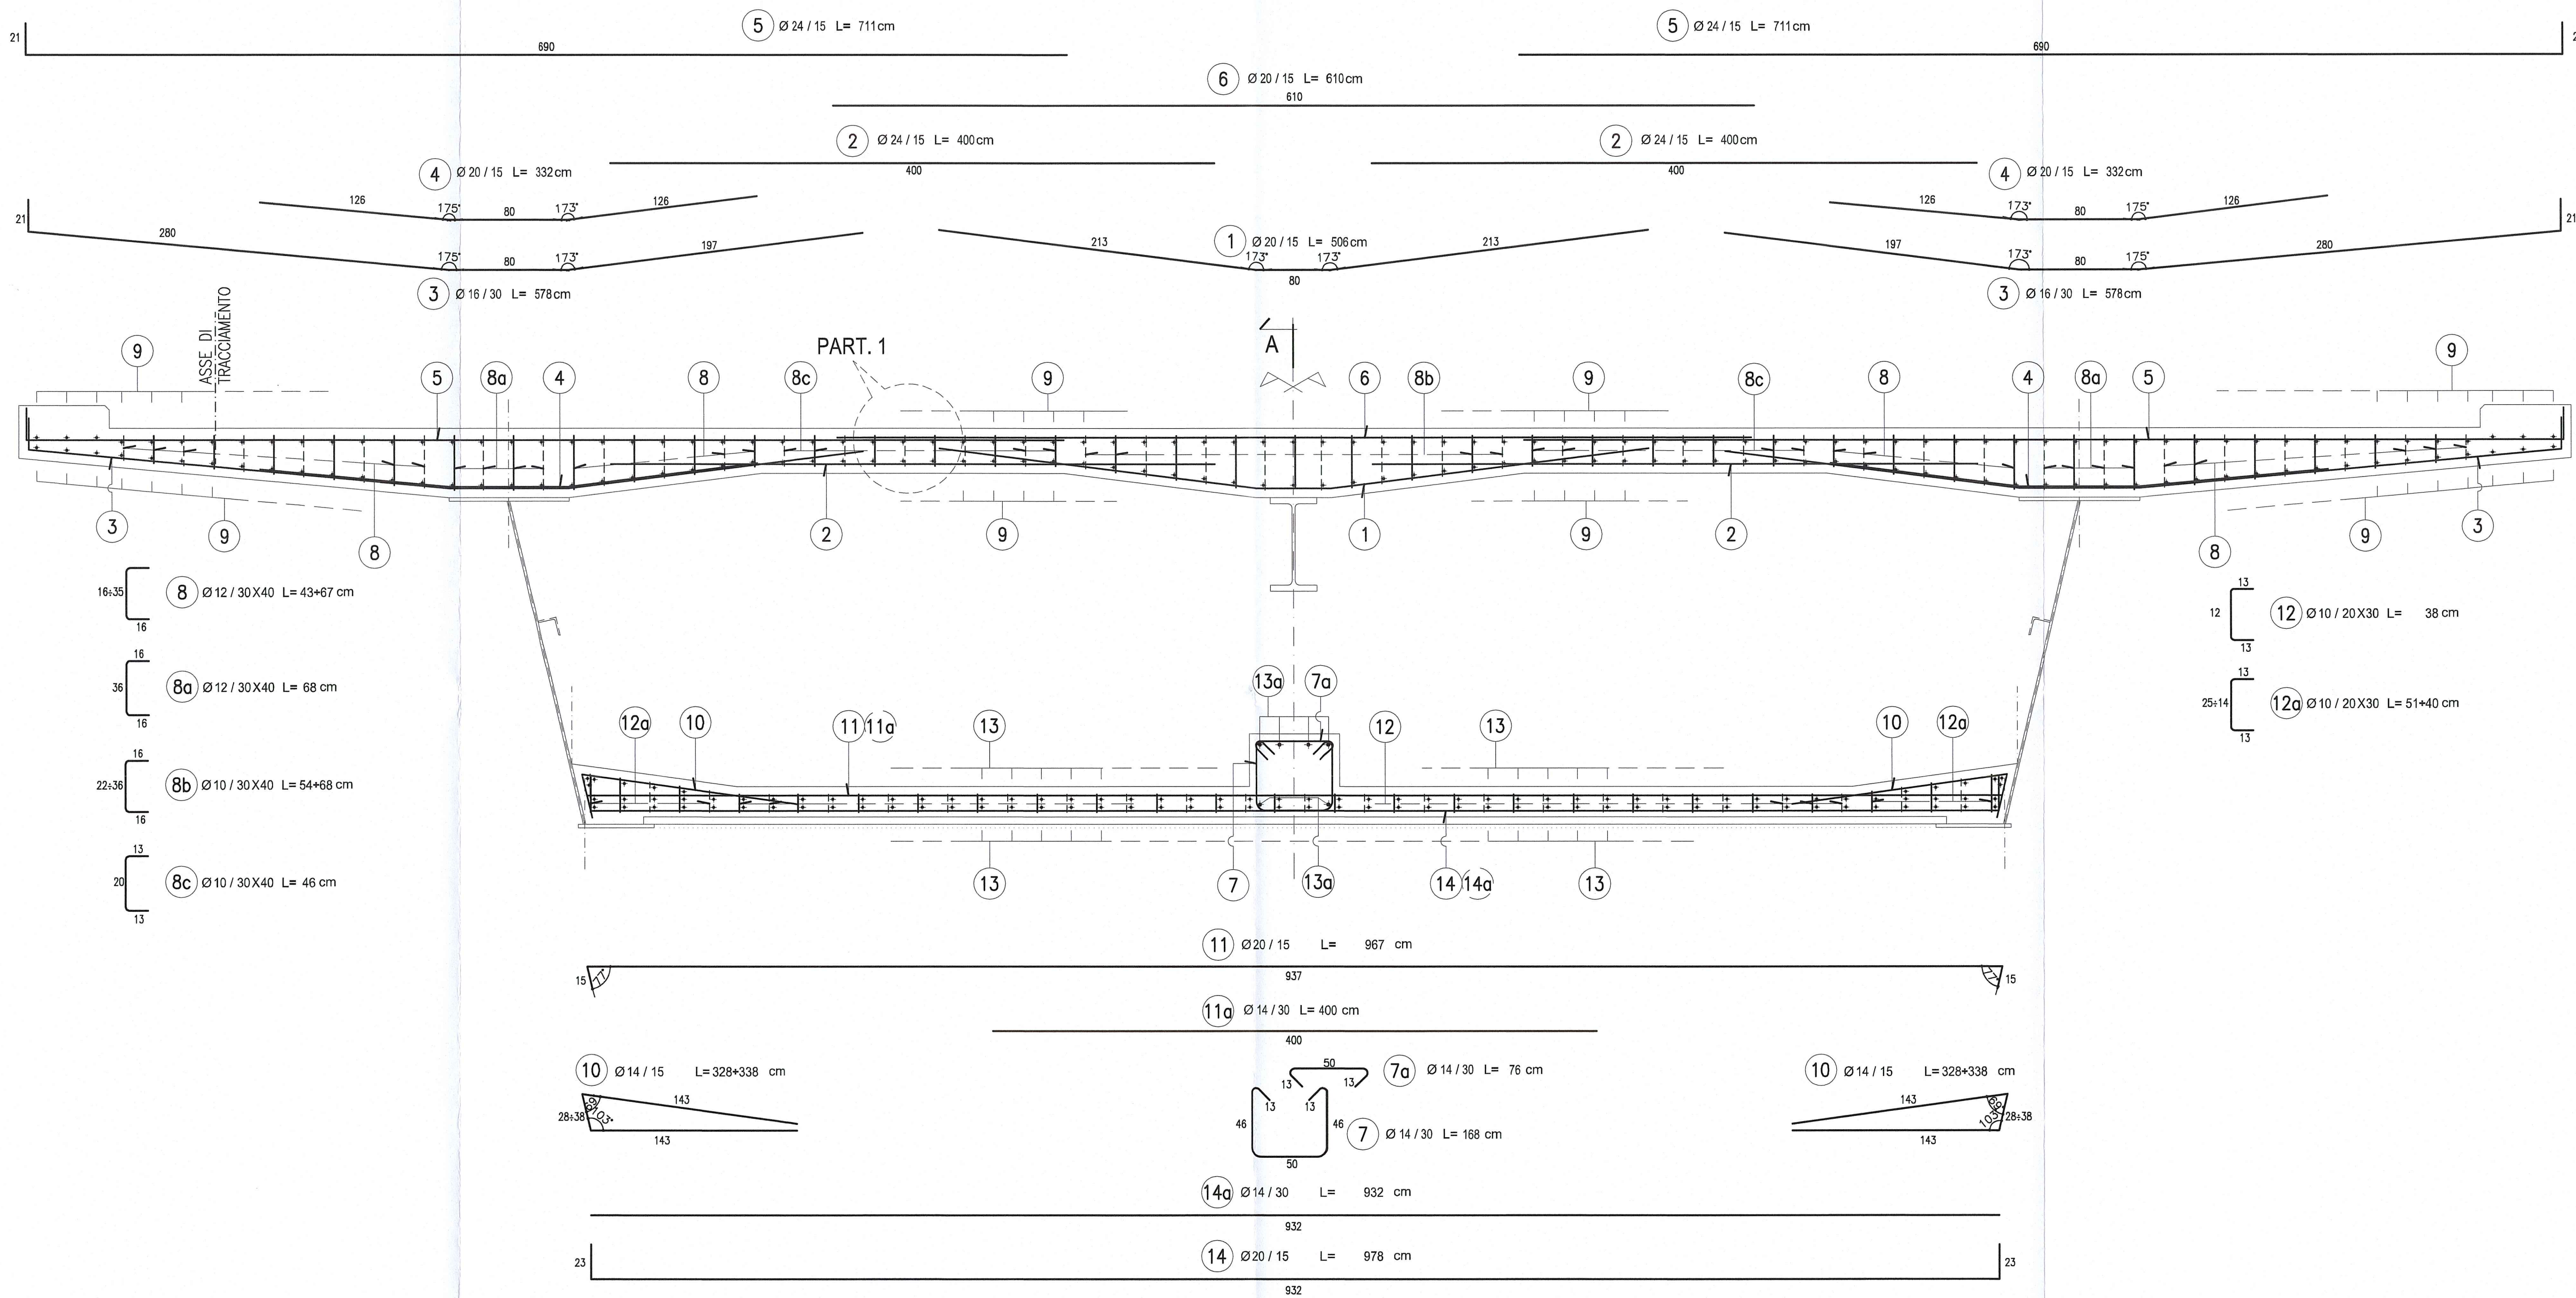 5 Ø 24 / 15 L= 711cm
5 Ø 24 / 15 L= 711cm
21
690
690
6 Ø 20 / 15 L= 610cm
610
2 Ø 24 / 15 L= 400cm
2 Ø 24 / 15 L= 400cm
400
400
4 Ø 20 / 15 L= 332cm
4 Ø 20 / 15 L= 332cm
126
175°
80
173°
126
126
173°
80
175°
126
21
280
175°
80
173°
197
213
1 Ø 20 / 15 L= 506cm
173°
173°
213
80
197
173°
80
175°
280
21
3 Ø 16 / 30 L= 578cm
3 Ø 16 / 30 L= 578cm
ASSE DI
TRACCIAMENTO
PART. 1
A
9 5 8a 4 8 8c 9 6 8b 9 8c 8 4 8a 5 9
3 9 8 2 9 1 9 2 8 9 3
16÷35
16
8 Ø 12 / 30X40 L= 43+67 cm
16
36
16
8a Ø 12 / 30X40 L= 68 cm
16
22÷36
16
8b Ø 10 / 30X40 L= 54+68 cm
13
20
13
8c Ø 10 / 30X40 L= 46 cm
13
12
13
12 Ø 10 / 20X30 L= 38 cm
13
25÷14
13
12a Ø 10 / 20X30 L= 51+40 cm
13a 7a
12a 10 11 11a 13 12 13 10 12a
13 7 13a 14 14a 13
11 Ø 20 / 15 L= 967 cm
15
77°
937
77°
15
11a Ø 14 / 30 L= 400 cm
400
10 Ø 14 / 15 L= 328+338 cm
143
28÷38
69°
103°
143
50
13
13
7a Ø 14 / 30 L= 76 cm
13
13
46
46
50
7 Ø 14 / 30 L= 168 cm
10 Ø 14 / 15 L= 328+338 cm
143
69°
103°
28÷38
143
14a Ø 14 / 30 L= 932 cm
932
14 Ø 20 / 15 L= 978 cm
23
23
932